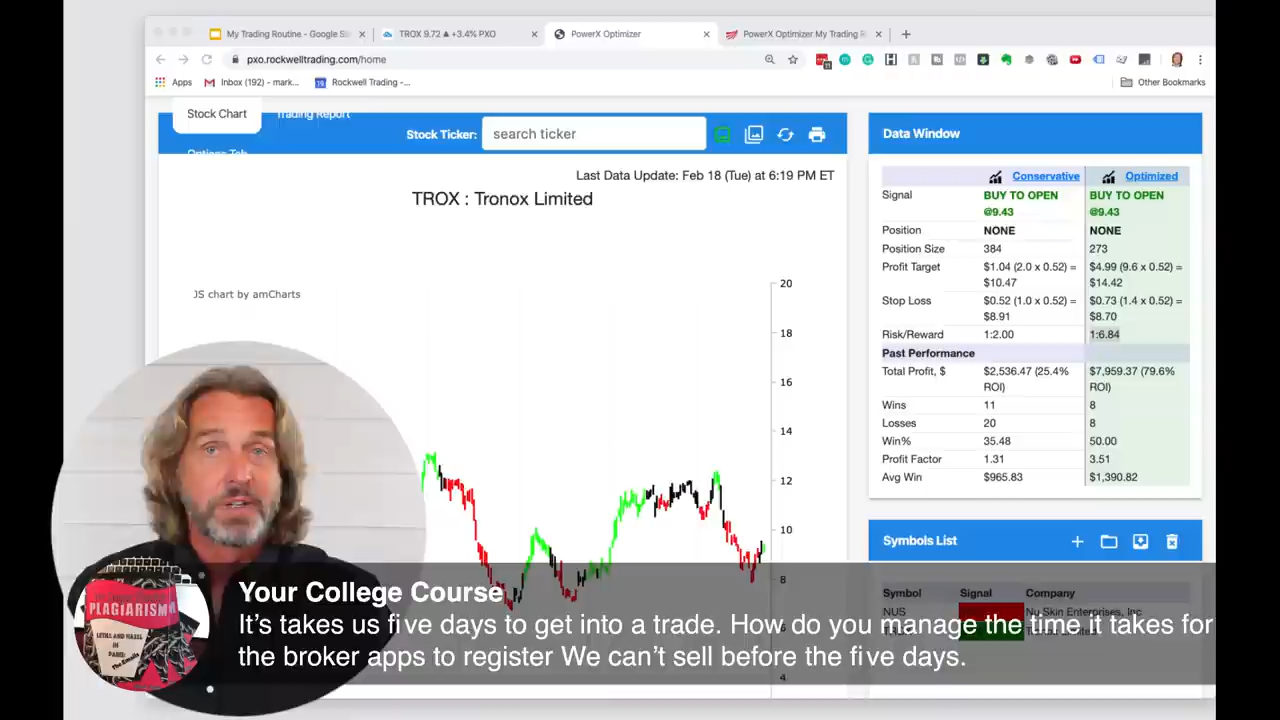 My Trading Routine - Google Sli
TROX 9.72 ▲ +3.4% PXO
PowerX Optimizer
PowerX Optimizer My Trading R
pxo.rockwelltrading.com/home
Apps
Inbox (192) - mark...
Rockwell Trading -...
Other Bookmarks
Stock Chart
Trading Report
Options Tab
Stock Ticker:
search ticker
Last Data Update: Feb 18 (Tue) at 6:19 PM ET
TROX : Tronox Limited
JS chart by amCharts
20
18
16
14
12
10
8
4
Data Window
Conservative Optimized
Signal BUY TO OPEN @9.43 BUY TO OPEN @9.43
Position NONE NONE
Position Size 384 273
Profit Target $1.04 (2.0 x 0.52) = $10.47 $4.99 (9.6 x 0.52) = $14.42
Stop Loss $0.52 (1.0 x 0.52) = $8.91 $0.73 (1.4 x 0.52) = $8.70
Risk/Reward 1:2.00 1:6.84
Past Performance
Total Profit, $ $2,536.47 (25.4% ROI) $7,959.37 (79.6% ROI)
Wins 11 8
Losses 20 8
Win% 35.48 50.00
Profit Factor 1.31 3.51
Avg Win $965.83 $1,390.82
Symbols List
Symbol Signal Company
NUS Nu Skin Enterprises, Inc
PLAGIARISM
LETHA AND HAZEL
IN
PARIS:
The Emails
Your College Course
It’s takes us five days to get into a trade. How do you manage the time it takes for
the broker apps to register We can’t sell before the five days.